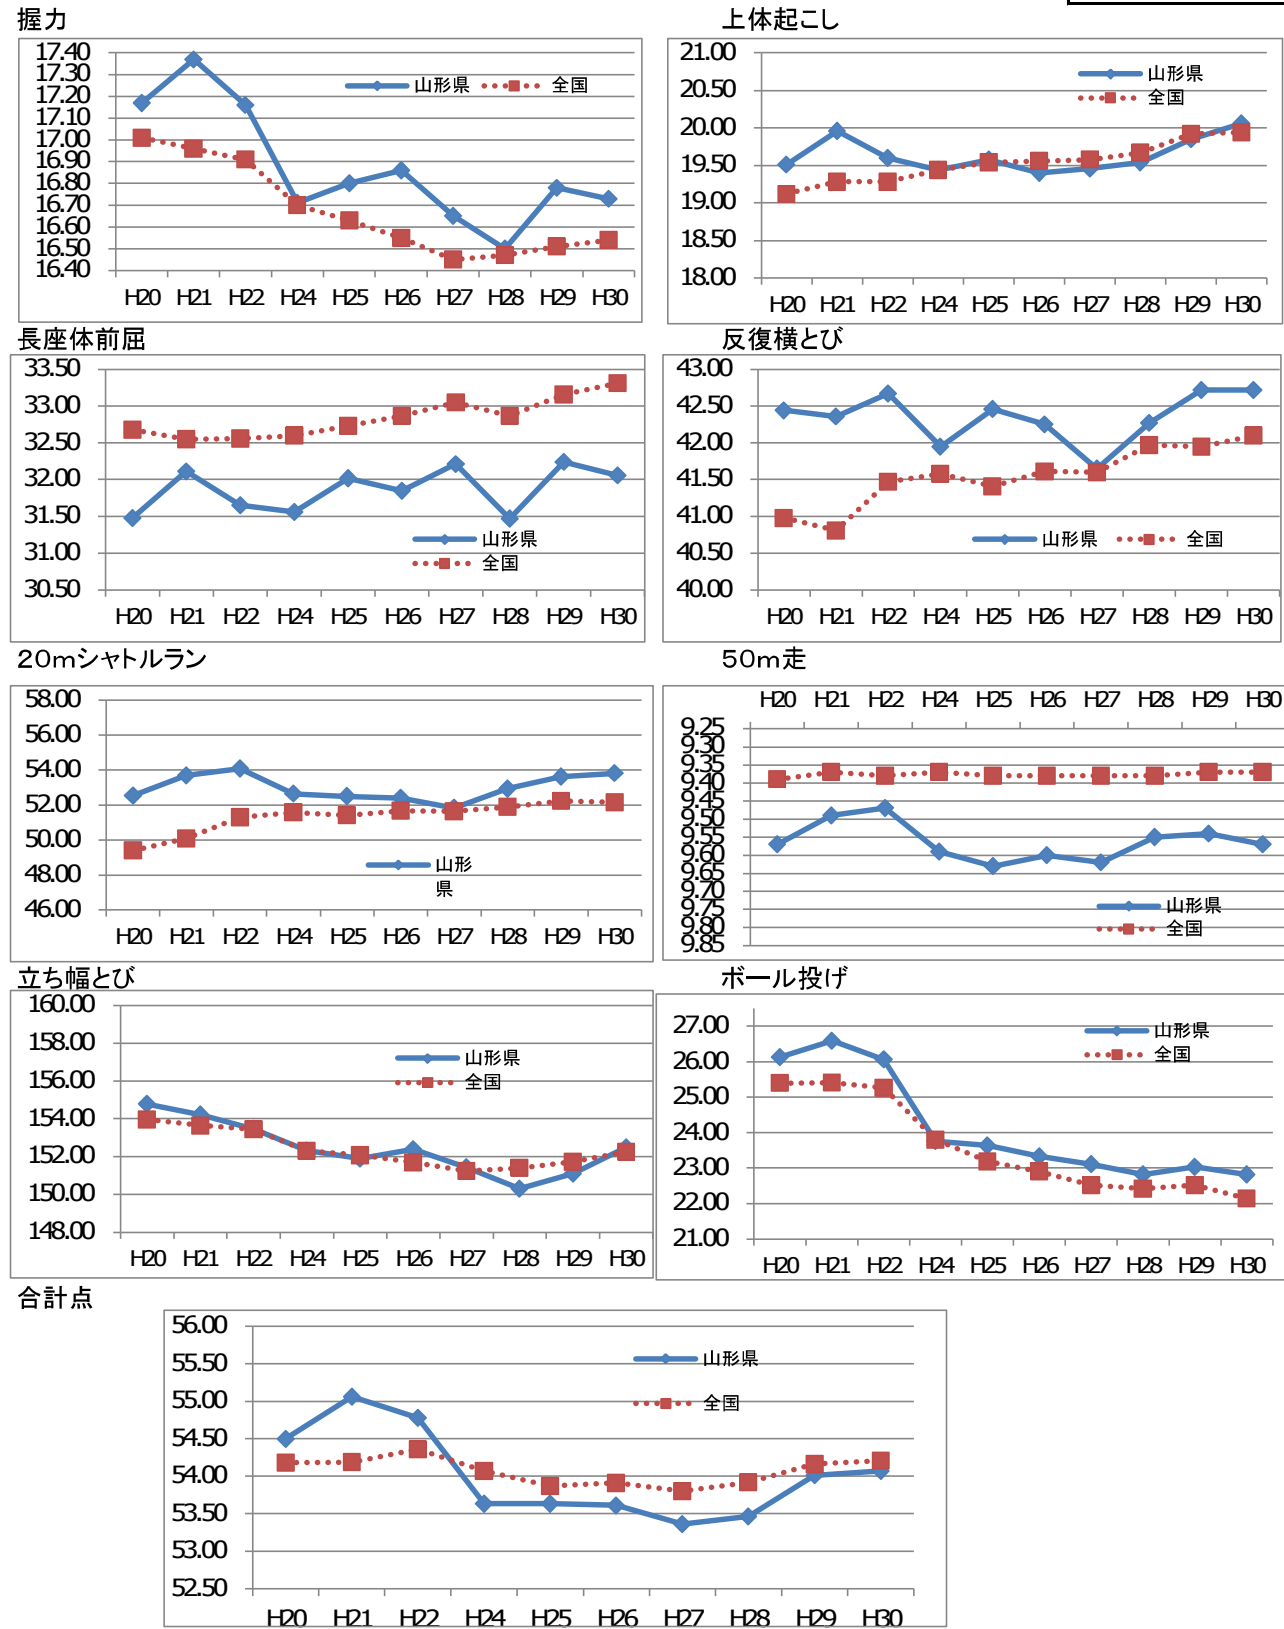 握力
17.40
17.30
17.20
17.10
17.00
16.90
16.80
16.70
16.60
16.50
16.40
山形県 全国
H20 H21 H22 H24 H25 H26 H27 H28 H29 H30
上体起こし
21.00
20.50
20.00
19.50
19.00
18.50
18.00
山形県
全国
H20 H21 H22 H24 H25 H26 H27 H28 H29 H30
長座体前屈
33.50
33.00
32.50
32.00
31.50
31.00
30.50
山形県
全国
H20 H21 H22 H24 H25 H26 H27 H28 H29 H30
反復横とび
43.00
42.50
42.00
41.50
41.00
40.50
40.00
山形県 全国
H20 H21 H22 H24 H25 H26 H27 H28 H29 H30
20mシャトルラン
58.00
56.00
54.00
52.00
50.00
48.00
46.00
山形
県
H20 H21 H22 H24 H25 H26 H27 H28 H29 H30
50m走
H20 H21 H22 H24 H25 H26 H27 H28 H29 H30
9.25
9.30
9.35
9.40
9.45
9.50
9.55
9.60
9.65
9.70
9.75
9.80
9.85
山形県
全国
立ち幅とび
160.00
158.00
156.00
154.00
152.00
150.00
148.00
山形県
全国
H20 H21 H22 H24 H25 H26 H27 H28 H29 H30
ボール投げ
27.00
26.00
25.00
24.00
23.00
22.00
21.00
山形県
全国
H20 H21 H22 H24 H25 H26 H27 H28 H29 H30
合計点
56.00
55.50
55.00
54.50
54.00
53.50
53.00
52.50
山形県
全国
H20 H21 H22 H24 H25 H26 H27 H28 H29 H30